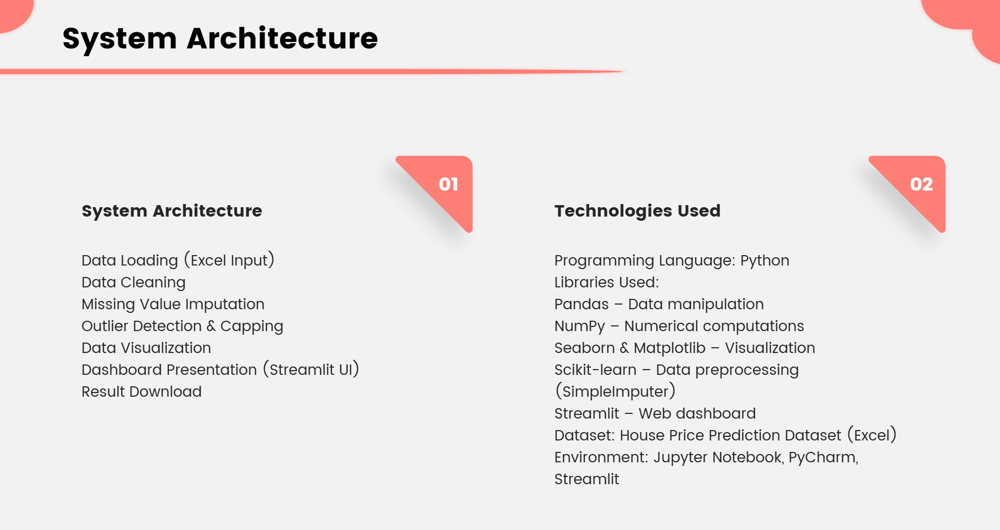 System Architecture
01
System Architecture
Data Loading (Excel Input)
Data Cleaning
Missing Value Imputation
Outlier Detection & Capping
Data Visualization
Dashboard Presentation (Streamlit UI)
Result Download
02
Technologies Used
Programming Language: Python
Libraries Used:
Pandas – Data manipulation
NumPy – Numerical computations
Seaborn & Matplotlib – Visualization
Scikit-learn – Data preprocessing
(SimpleImputer)
Streamlit – Web dashboard
Dataset: House Price Prediction Dataset (Excel)
Environment: Jupyter Notebook, PyCharm,
Streamlit